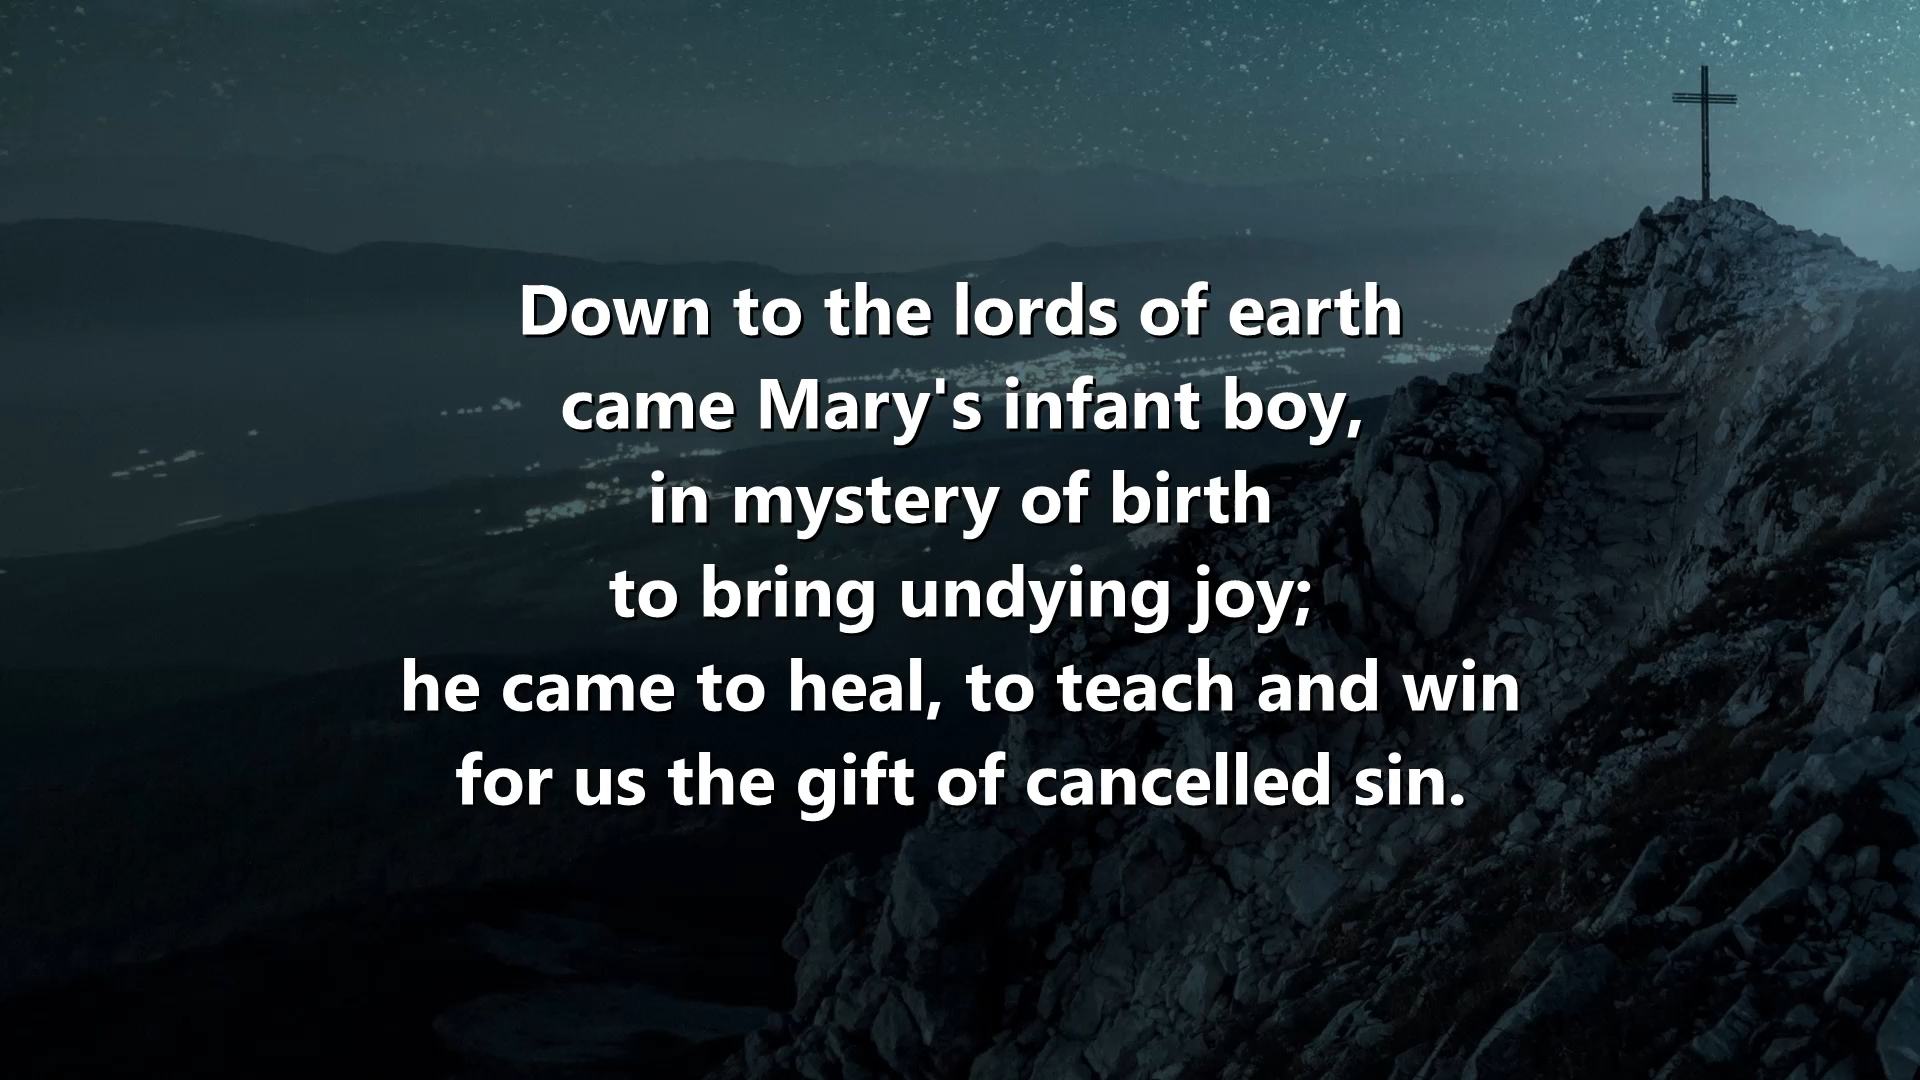 Down to the lords of earth
came Mary's infant boy,
in mystery of birth
to bring undying joy;
he came to heal, to teach and win
for us the gift of cancelled sin.